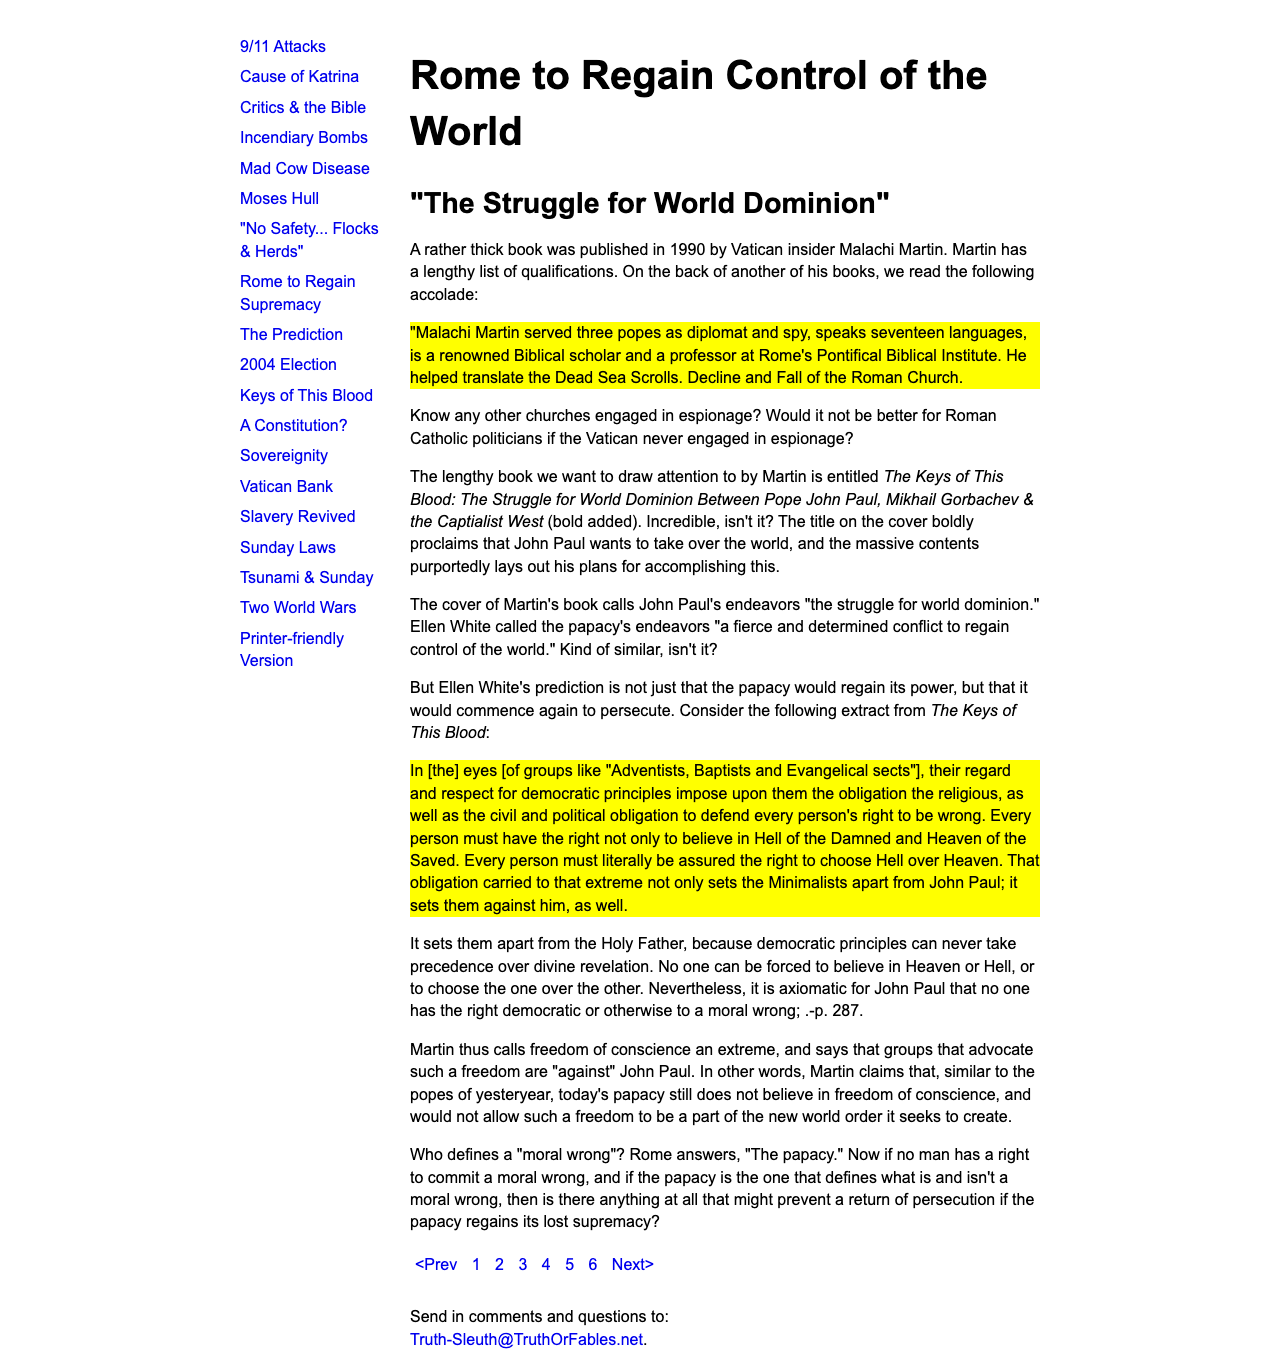 9/11 Attacks
Cause of Katrina
Critics & the Bible
Incendiary Bombs
Mad Cow Disease
Moses Hull
"No Safety... Flocks
& Herds"
Rome to Regain
Supremacy
The Prediction
2004 Election
Keys of This Blood
A Constitution?
Sovereignity
Vatican Bank
Slavery Revived
Sunday Laws
Tsunami & Sunday
Two World Wars
Printer-friendly
Version
Rome to Regain Control of the
World
"The Struggle for World Dominion"
A rather thick book was published in 1990 by Vatican insider Malachi Martin. Martin has
a lengthy list of qualifications. On the back of another of his books, we read the following
accolade:
"Malachi Martin served three popes as diplomat and spy, speaks seventeen languages,
is a renowned Biblical scholar and a professor at Rome's Pontifical Biblical Institute. He
helped translate the Dead Sea Scrolls. Decline and Fall of the Roman Church.
Know any other churches engaged in espionage? Would it not be better for Roman
Catholic politicians if the Vatican never engaged in espionage?
The lengthy book we want to draw attention to by Martin is entitled The Keys of This
Blood: The Struggle for World Dominion Between Pope John Paul, Mikhail Gorbachev &
the Captialist West (bold added). Incredible, isn't it? The title on the cover boldly
proclaims that John Paul wants to take over the world, and the massive contents
purportedly lays out his plans for accomplishing this.
The cover of Martin's book calls John Paul's endeavors "the struggle for world dominion."
Ellen White called the papacy's endeavors "a fierce and determined conflict to regain
control of the world." Kind of similar, isn't it?
But Ellen White's prediction is not just that the papacy would regain its power, but that it
would commence again to persecute. Consider the following extract from The Keys of
This Blood:
In [the] eyes [of groups like "Adventists, Baptists and Evangelical sects"], their regard
and respect for democratic principles impose upon them the obligation the religious, as
well as the civil and political obligation to defend every person's right to be wrong. Every
person must have the right not only to believe in Hell of the Damned and Heaven of the
Saved. Every person must literally be assured the right to choose Hell over Heaven. That
obligation carried to that extreme not only sets the Minimalists apart from John Paul; it
sets them against him, as well.
It sets them apart from the Holy Father, because democratic principles can never take
precedence over divine revelation. No one can be forced to believe in Heaven or Hell, or
to choose the one over the other. Nevertheless, it is axiomatic for John Paul that no one
has the right democratic or otherwise to a moral wrong; .-p. 287.
Martin thus calls freedom of conscience an extreme, and says that groups that advocate
such a freedom are "against" John Paul. In other words, Martin claims that, similar to the
popes of yesteryear, today's papacy still does not believe in freedom of conscience, and
would not allow such a freedom to be a part of the new world order it seeks to create.
Who defines a "moral wrong"? Rome answers, "The papacy." Now if no man has a right
to commit a moral wrong, and if the papacy is the one that defines what is and isn't a
moral wrong, then is there anything at all that might prevent a return of persecution if the
papacy regains its lost supremacy?
<Prev 1 2 3 4 5 6 Next>
Send in comments and questions to:
Truth-Sleuth@TruthOrFables.net.